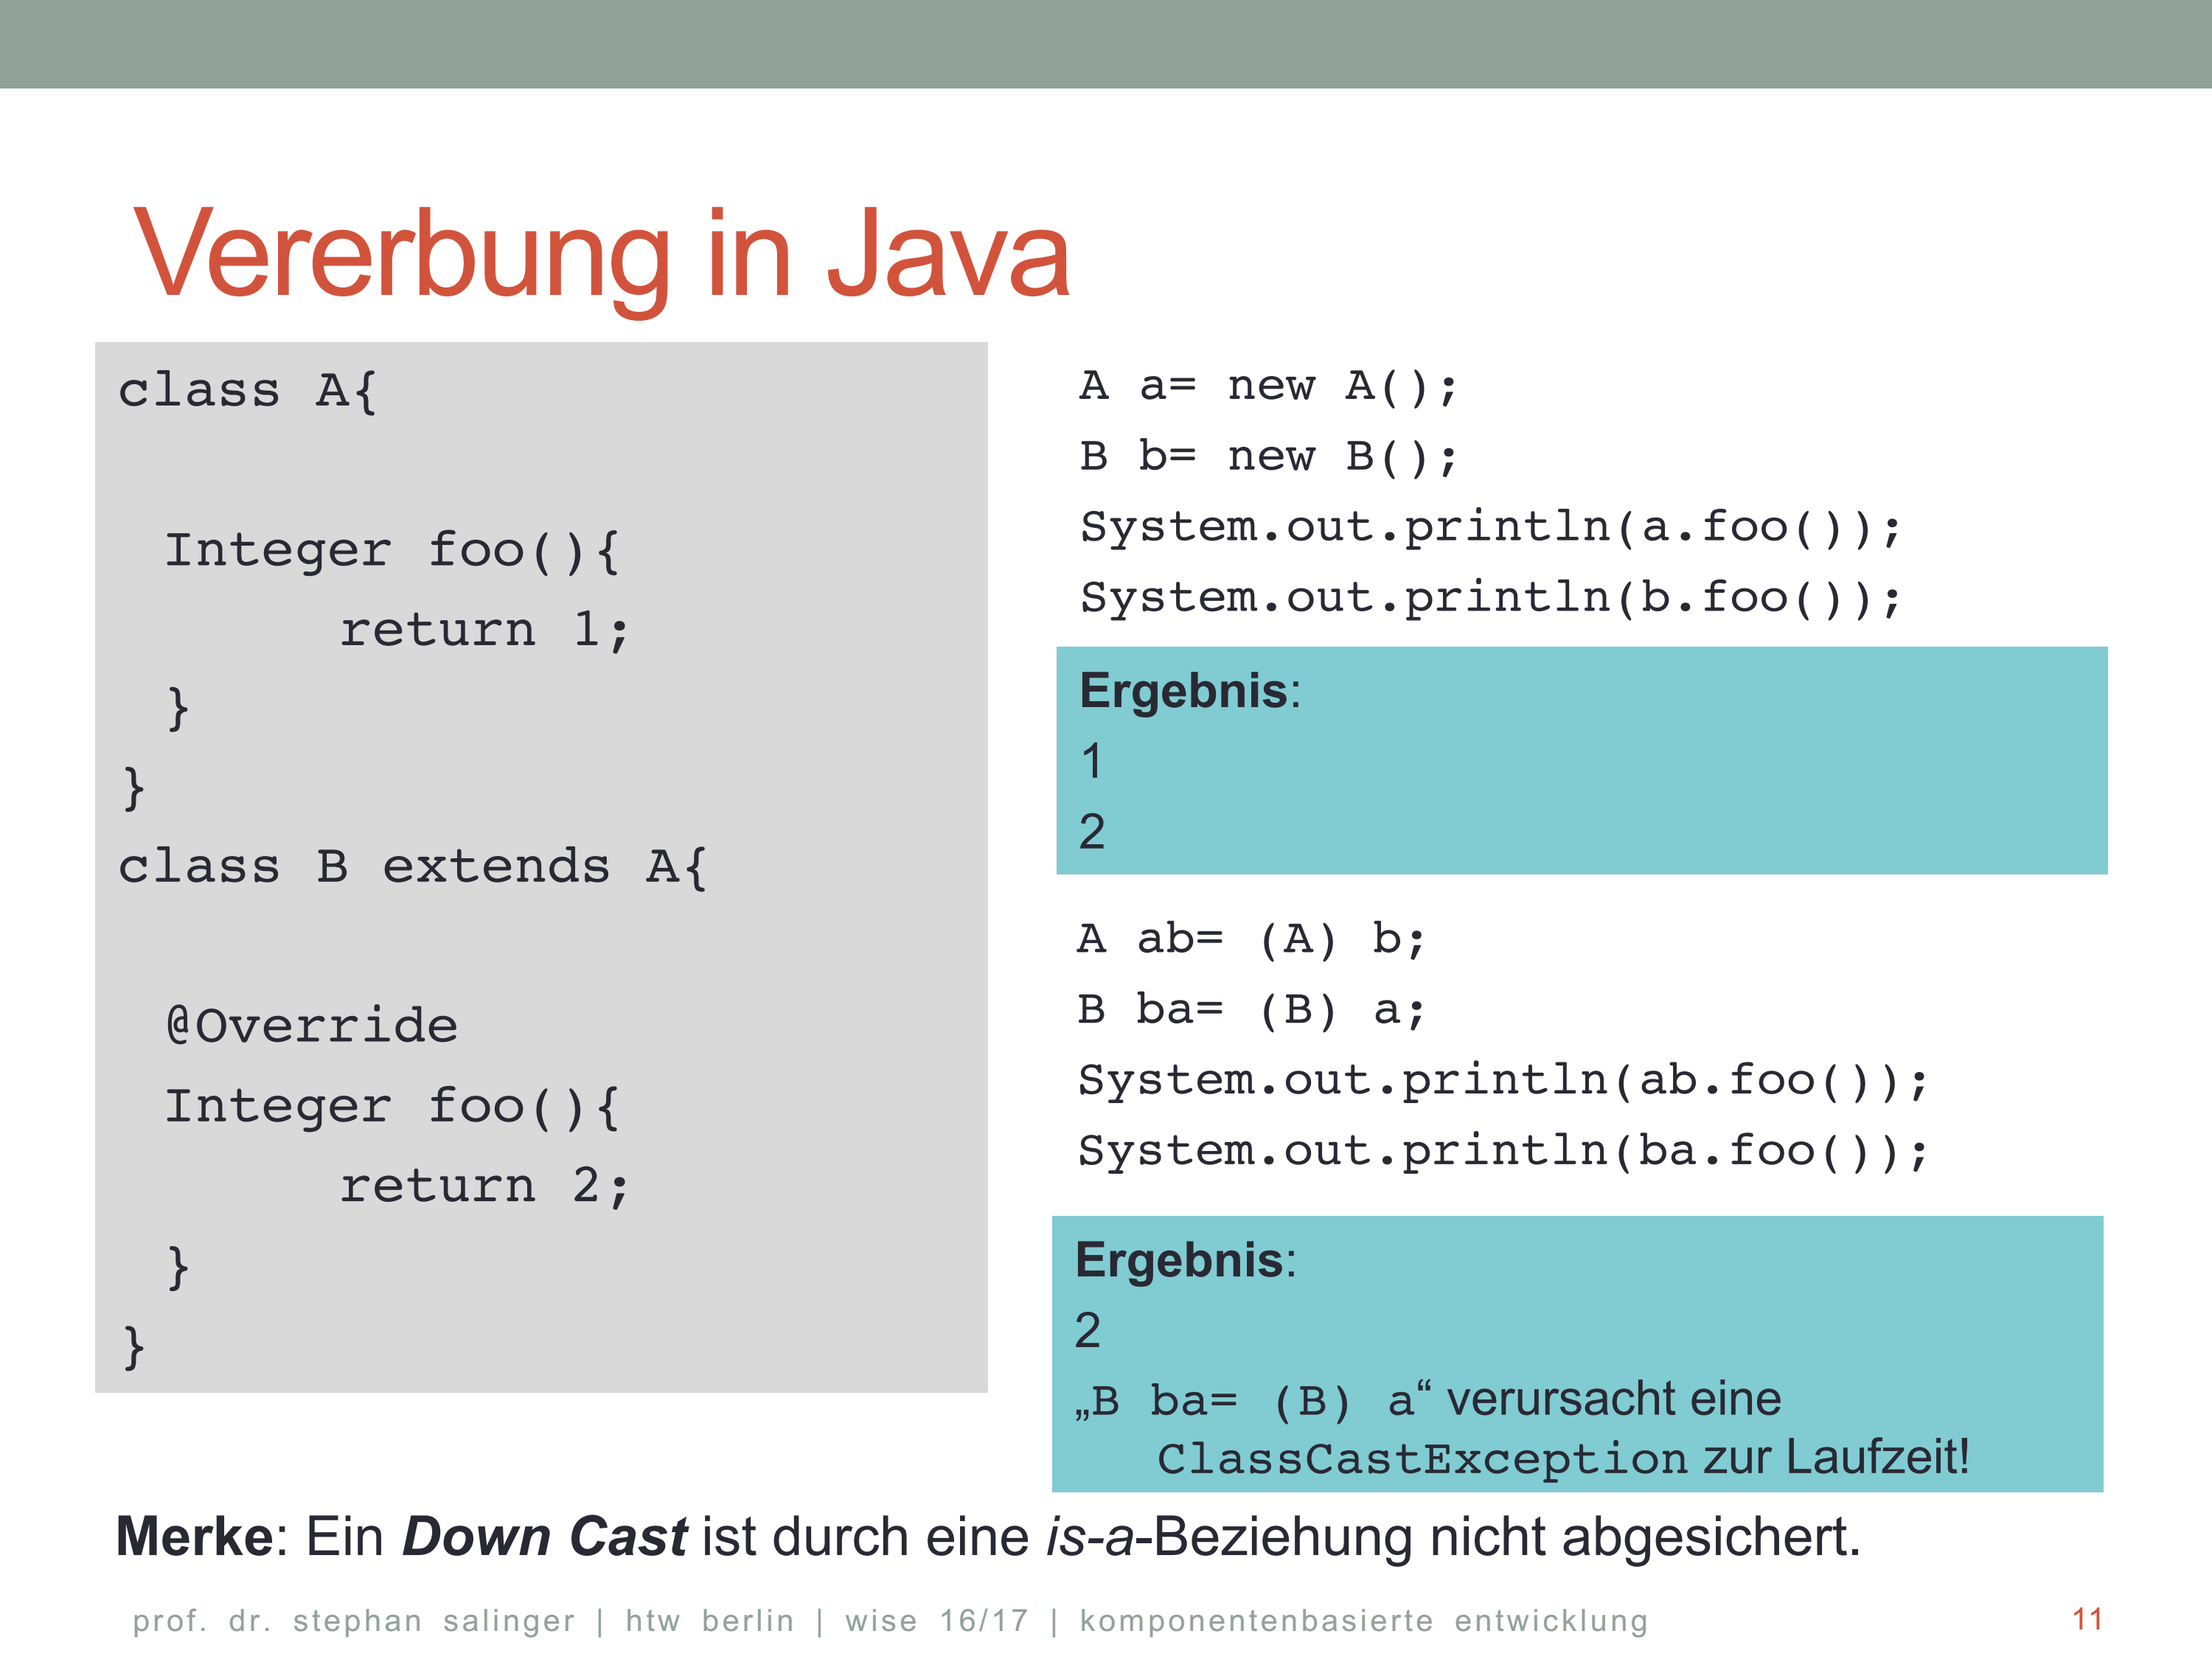 Vererbung in Java
class A{
Integer foo(){
return 1;
}
}
class B extends A{
@Override
Integer foo(){
return 2;
}
}
A a= new A();
B b= new B();
System.out.println(a.foo());
System.out.println(b.foo());
Ergebnis:
1
2
A ab= (A) b;
B ba= (B) a;
System.out.println(ab.foo());
System.out.println(ba.foo());
Ergebnis:
2
„B ba= (B) a“ verursacht eine
ClassCastException zur Laufzeit!
Merke: Ein Down Cast ist durch eine is-a-Beziehung nicht abgesichert.
prof. dr. stephan salinger | htw berlin | wise 16/17 | komponentenbasierte entwicklung
11